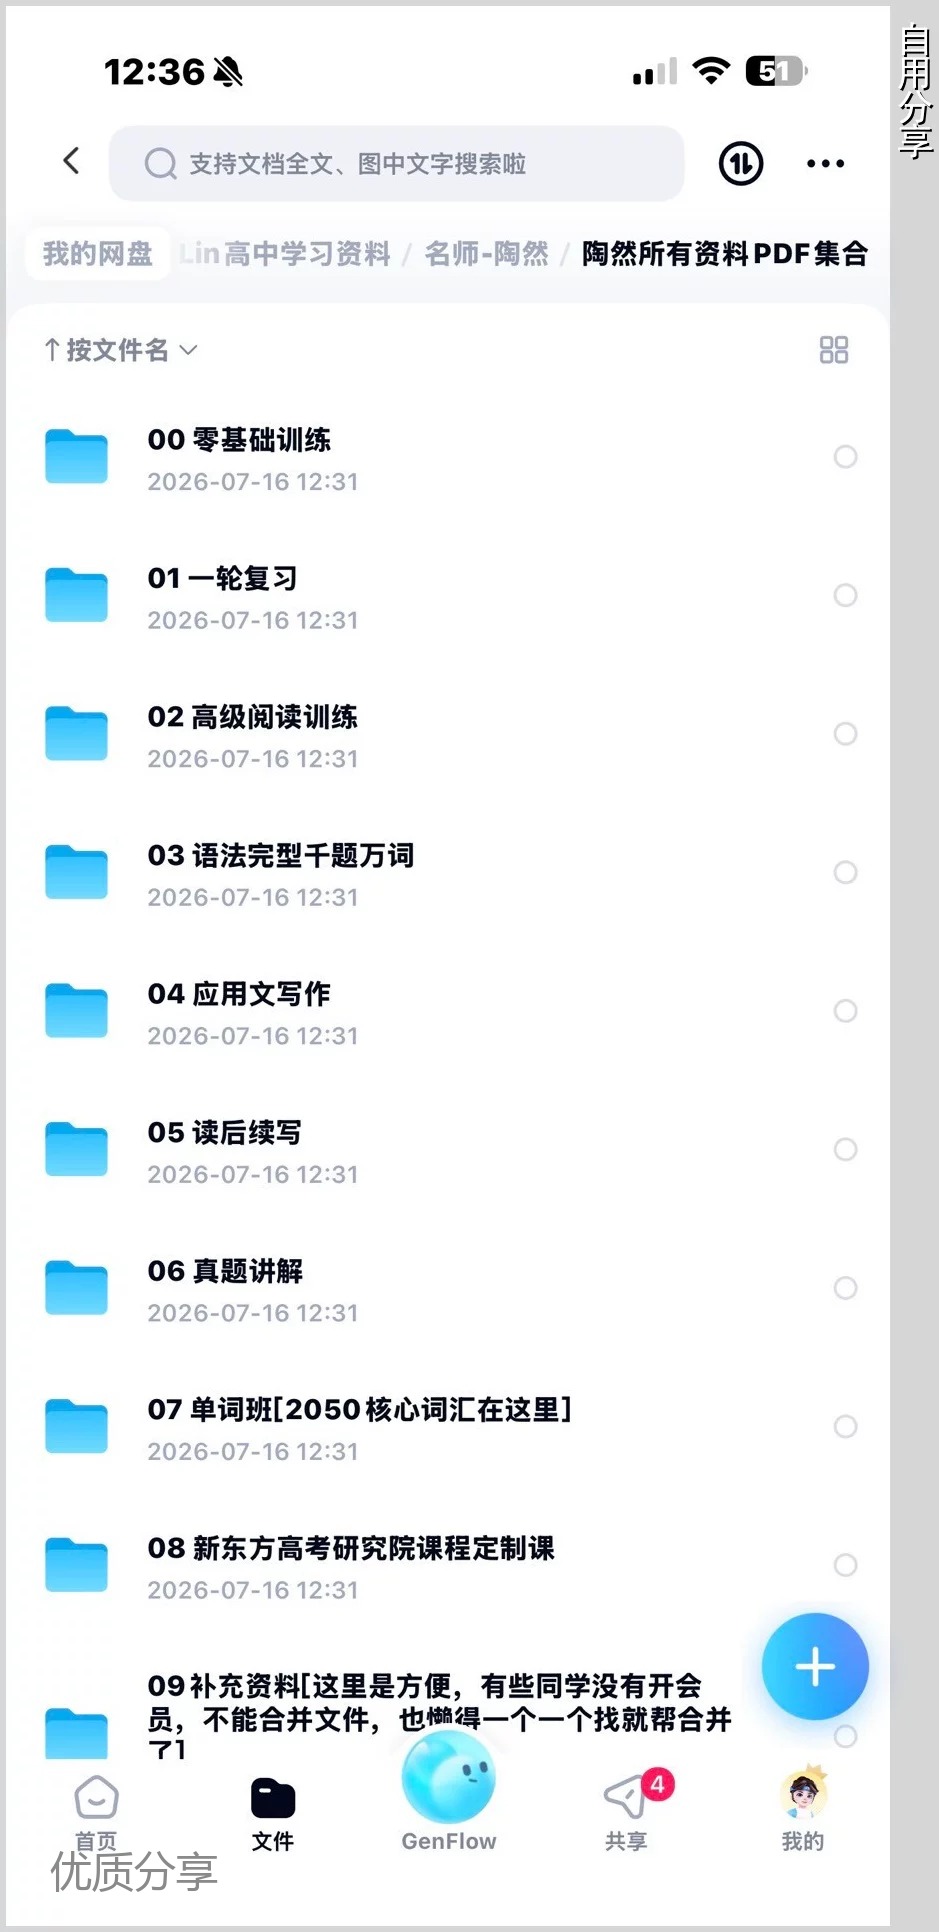 12:36
51
自用分享
支持文档全文、图中文字搜索啦
我的网盘 Lin高中学习资料 / 名师-陶然 / 陶然所有资料PDF集合
↑按文件名
00 零基础训练
2026-07-16 12:31
01 一轮复习
2026-07-16 12:31
02 高级阅读训练
2026-07-16 12:31
03 语法完型千题万词
2026-07-16 12:31
04 应用文写作
2026-07-16 12:31
05 读后续写
2026-07-16 12:31
06 真题讲解
2026-07-16 12:31
07 单词班[2050核心词汇在这里]
2026-07-16 12:31
08 新东方高考研究院课程定制课
2026-07-16 12:31
09补充资料[这里是方便，有些同学没有开会
员，不能合并文件，也懒得一个一个找就帮合并
了]
4
首页 文件 GenFlow 共享 我的
优质分享